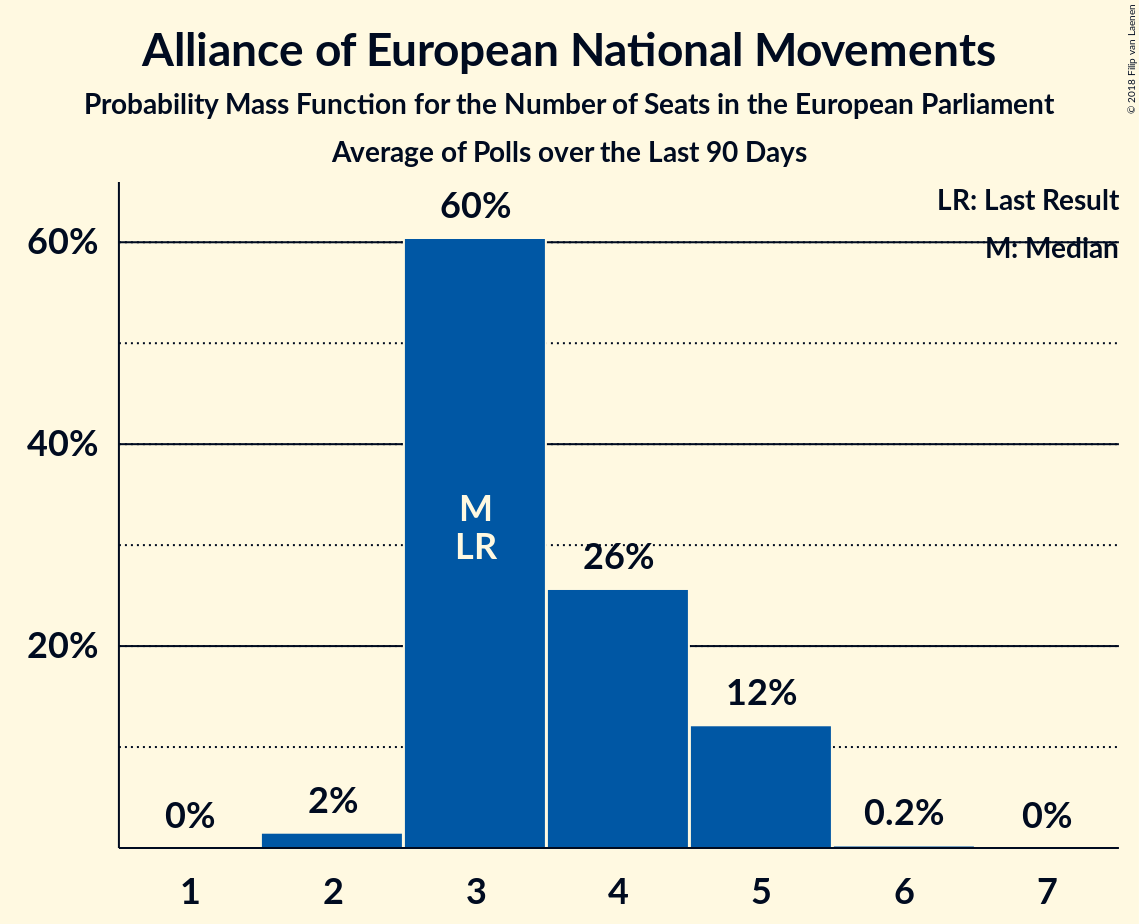 Alliance of European National Movements
Probability Mass Function for the Number of Seats in the European Parliament
Average of Polls over the Last 90 Days
© 2018 Filip van Laenen
LR: Last Result
M: Median
60%
40%
20%
0%
2%
60%
M
LR
26%
12%
0.2%
0%
1 2 3 4 5 6 7